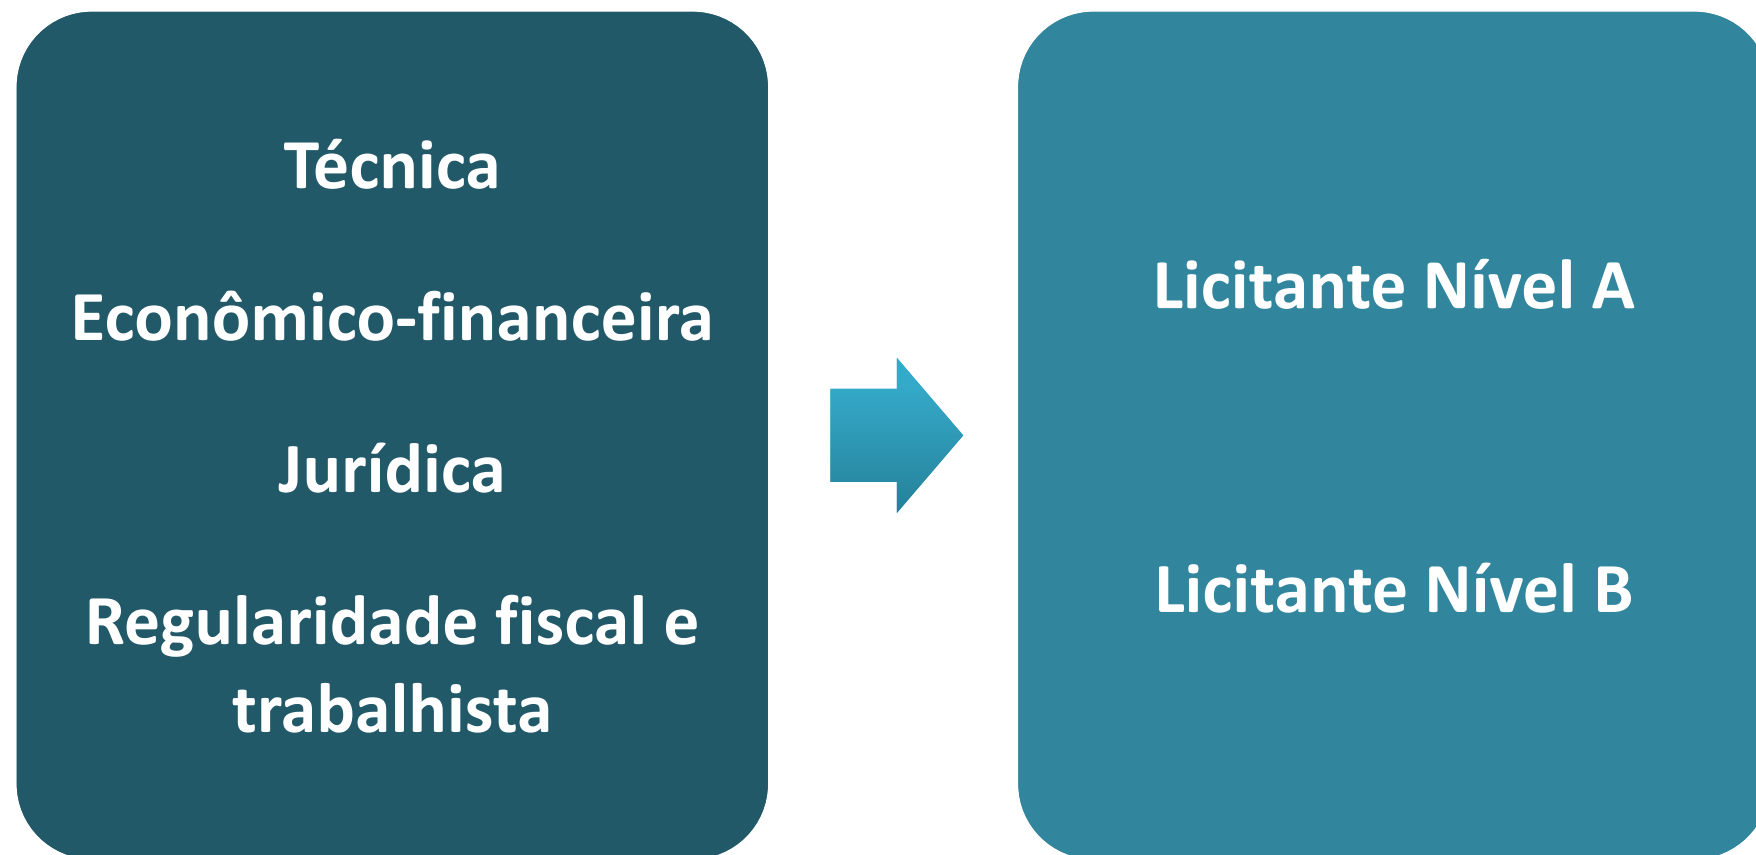 Técnica
Econômico-financeira
Jurídica
Regularidade fiscal e
trabalhista
Licitante Nível A
Licitante Nível B